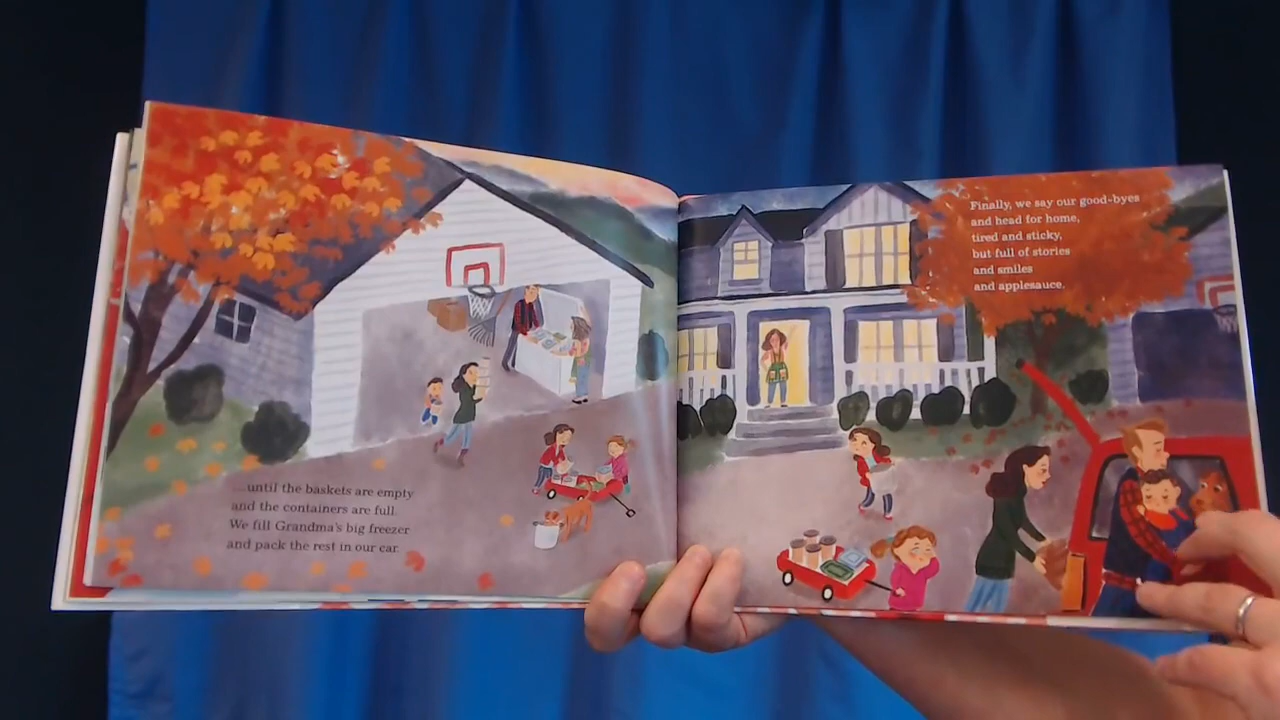 ...until the baskets are empty
and the containers are full.
We fill Grandma's big freezer
and pack the rest in our car.
Finally, we say our good-byes
and head for home,
tired and sticky,
but full of stories
and smiles
and applesauce.